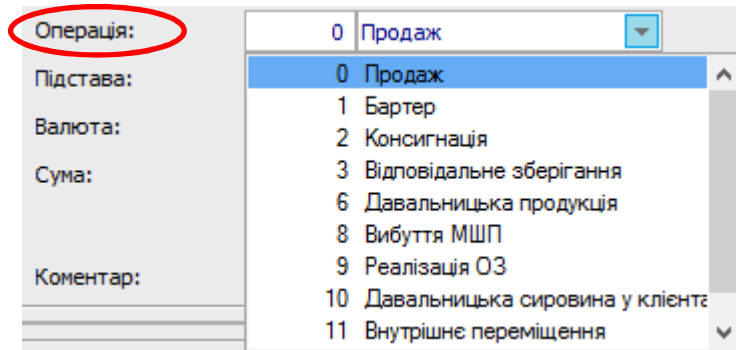 Операція: 0 Продаж
Підстава: 0 Продаж
1 Бартер
Валюта: 2 Консигнація
Сума: 3 Відповідальне зберігання
6 Давальницька продукція
8 Вибуття МШП
Коментар: 9 Реалізація ОЗ
10 Давальницька сировина у клієнта
11 Внутрішнє переміщення